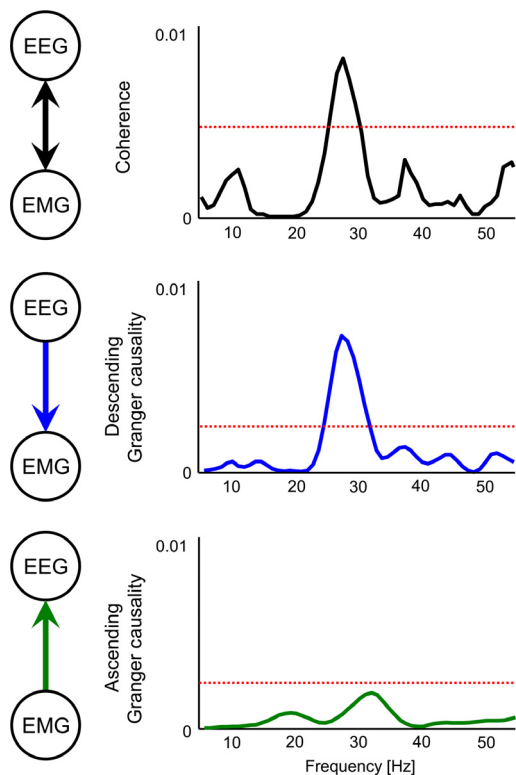 EEG
EMG
Coherence
0.01
0
10 20 30 40 50
EEG
EMG
Descending
Granger causality
0.01
0
10 20 30 40 50
EEG
EMG
Ascending
Granger causality
0.01
0
10 20 30 40 50
Frequency [Hz]